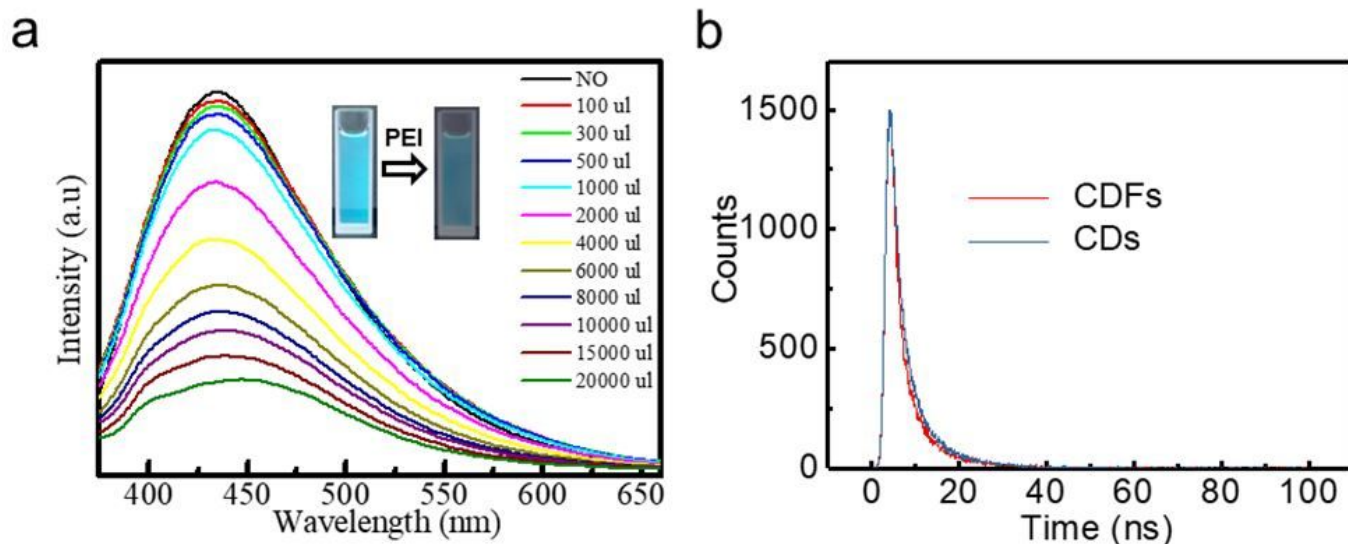 a
Intensity (a.u)
NO
100 ul
300 ul
500 ul
1000 ul
2000 ul
4000 ul
6000 ul
8000 ul
10000 ul
15000 ul
20000 ul
PEI
400 450 500 550 600 650
Wavelength (nm)
b
Counts
1500
1000
500
0
CDFs
CDs
0 20 40 60 80 100
Time (ns)